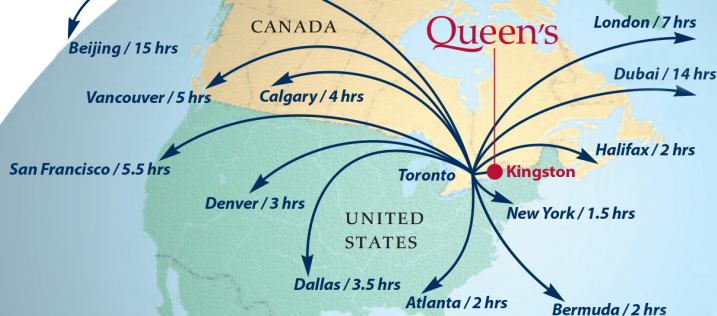 CANADA
Queen's
London / 7 hrs
Beijing / 15 hrs
Dubai / 14 hrs
Vancouver / 5 hrs
Calgary / 4 hrs
Halifax / 2 hrs
San Francisco / 5.5 hrs
Toronto
Kingston
Denver / 3 hrs
New York / 1.5 hrs
UNITED
STATES
Dallas / 3.5 hrs
Atlanta / 2 hrs
Bermuda / 2 hrs